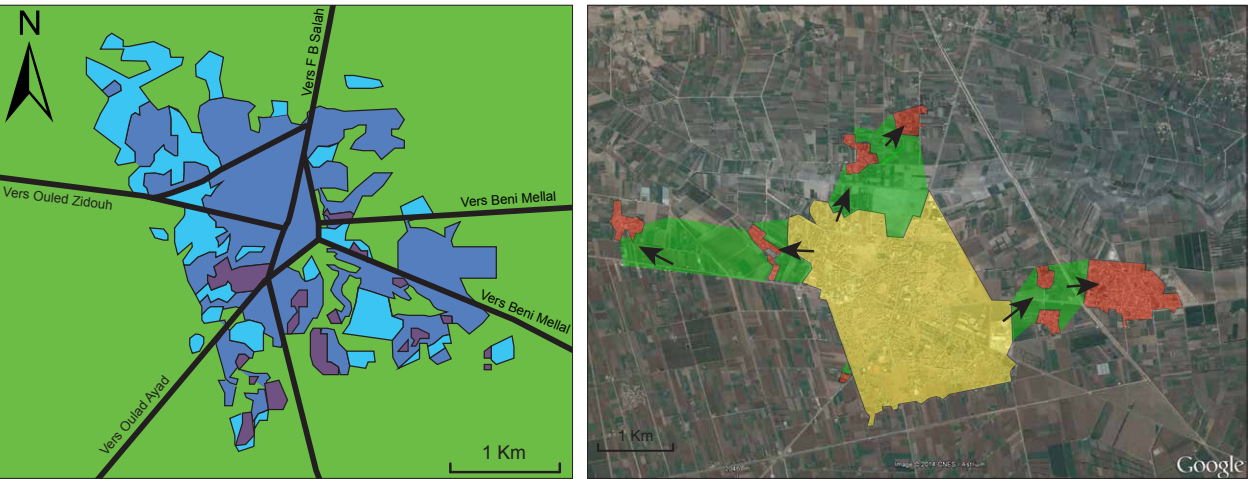 N
Vers F B Salah
Vers Ouled Zidouh
Vers Beni Mellal
Vers Beni Mellal
Vers Oulad Ayad
1 Km
1 Km
Image © 2014 CNES / Astrium
Google